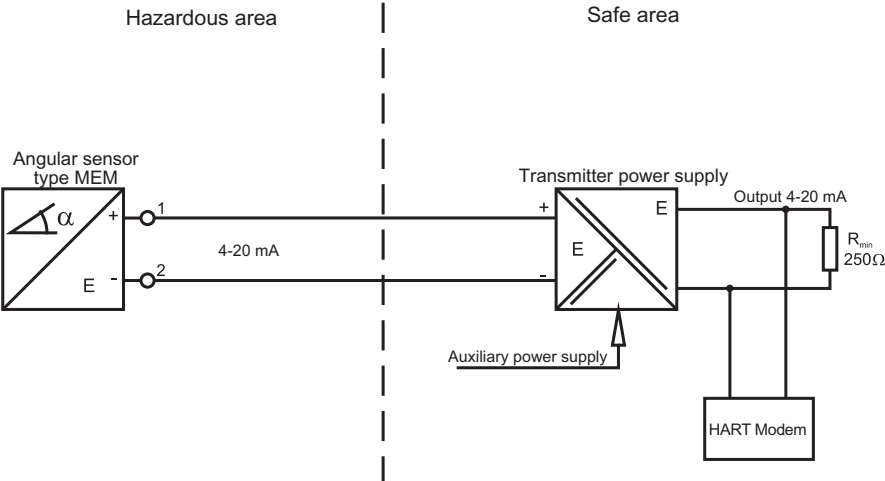 Hazardous area
Safe area
Angular sensor
type MEM
α
+
-
E
1
2
4-20 mA
Transmitter power supply
+
-
E
E
Output 4-20 mA
Rmin
250Ω
Auxiliary power supply
HART Modem